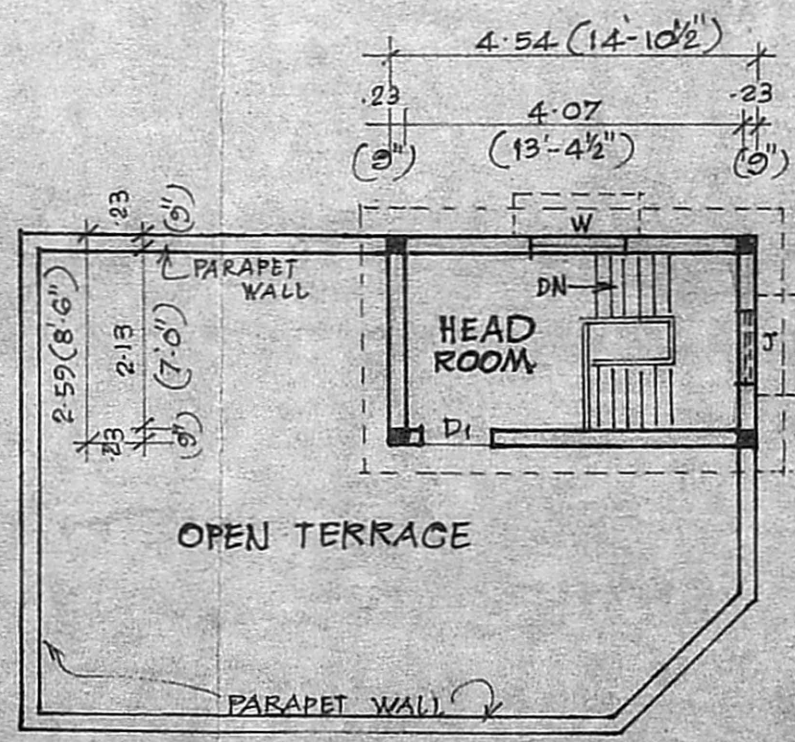 4.54 (14'-10½")
.23 4.07 .23
(9") (13'-4½") (9")
.23 (9")
2.59 (8'6")
2.13 (7'0")
.23 (9")
PARAPET
WALL
W
DN
HEAD
ROOM
J
D1
OPEN TERRACE
PARAPET WALL